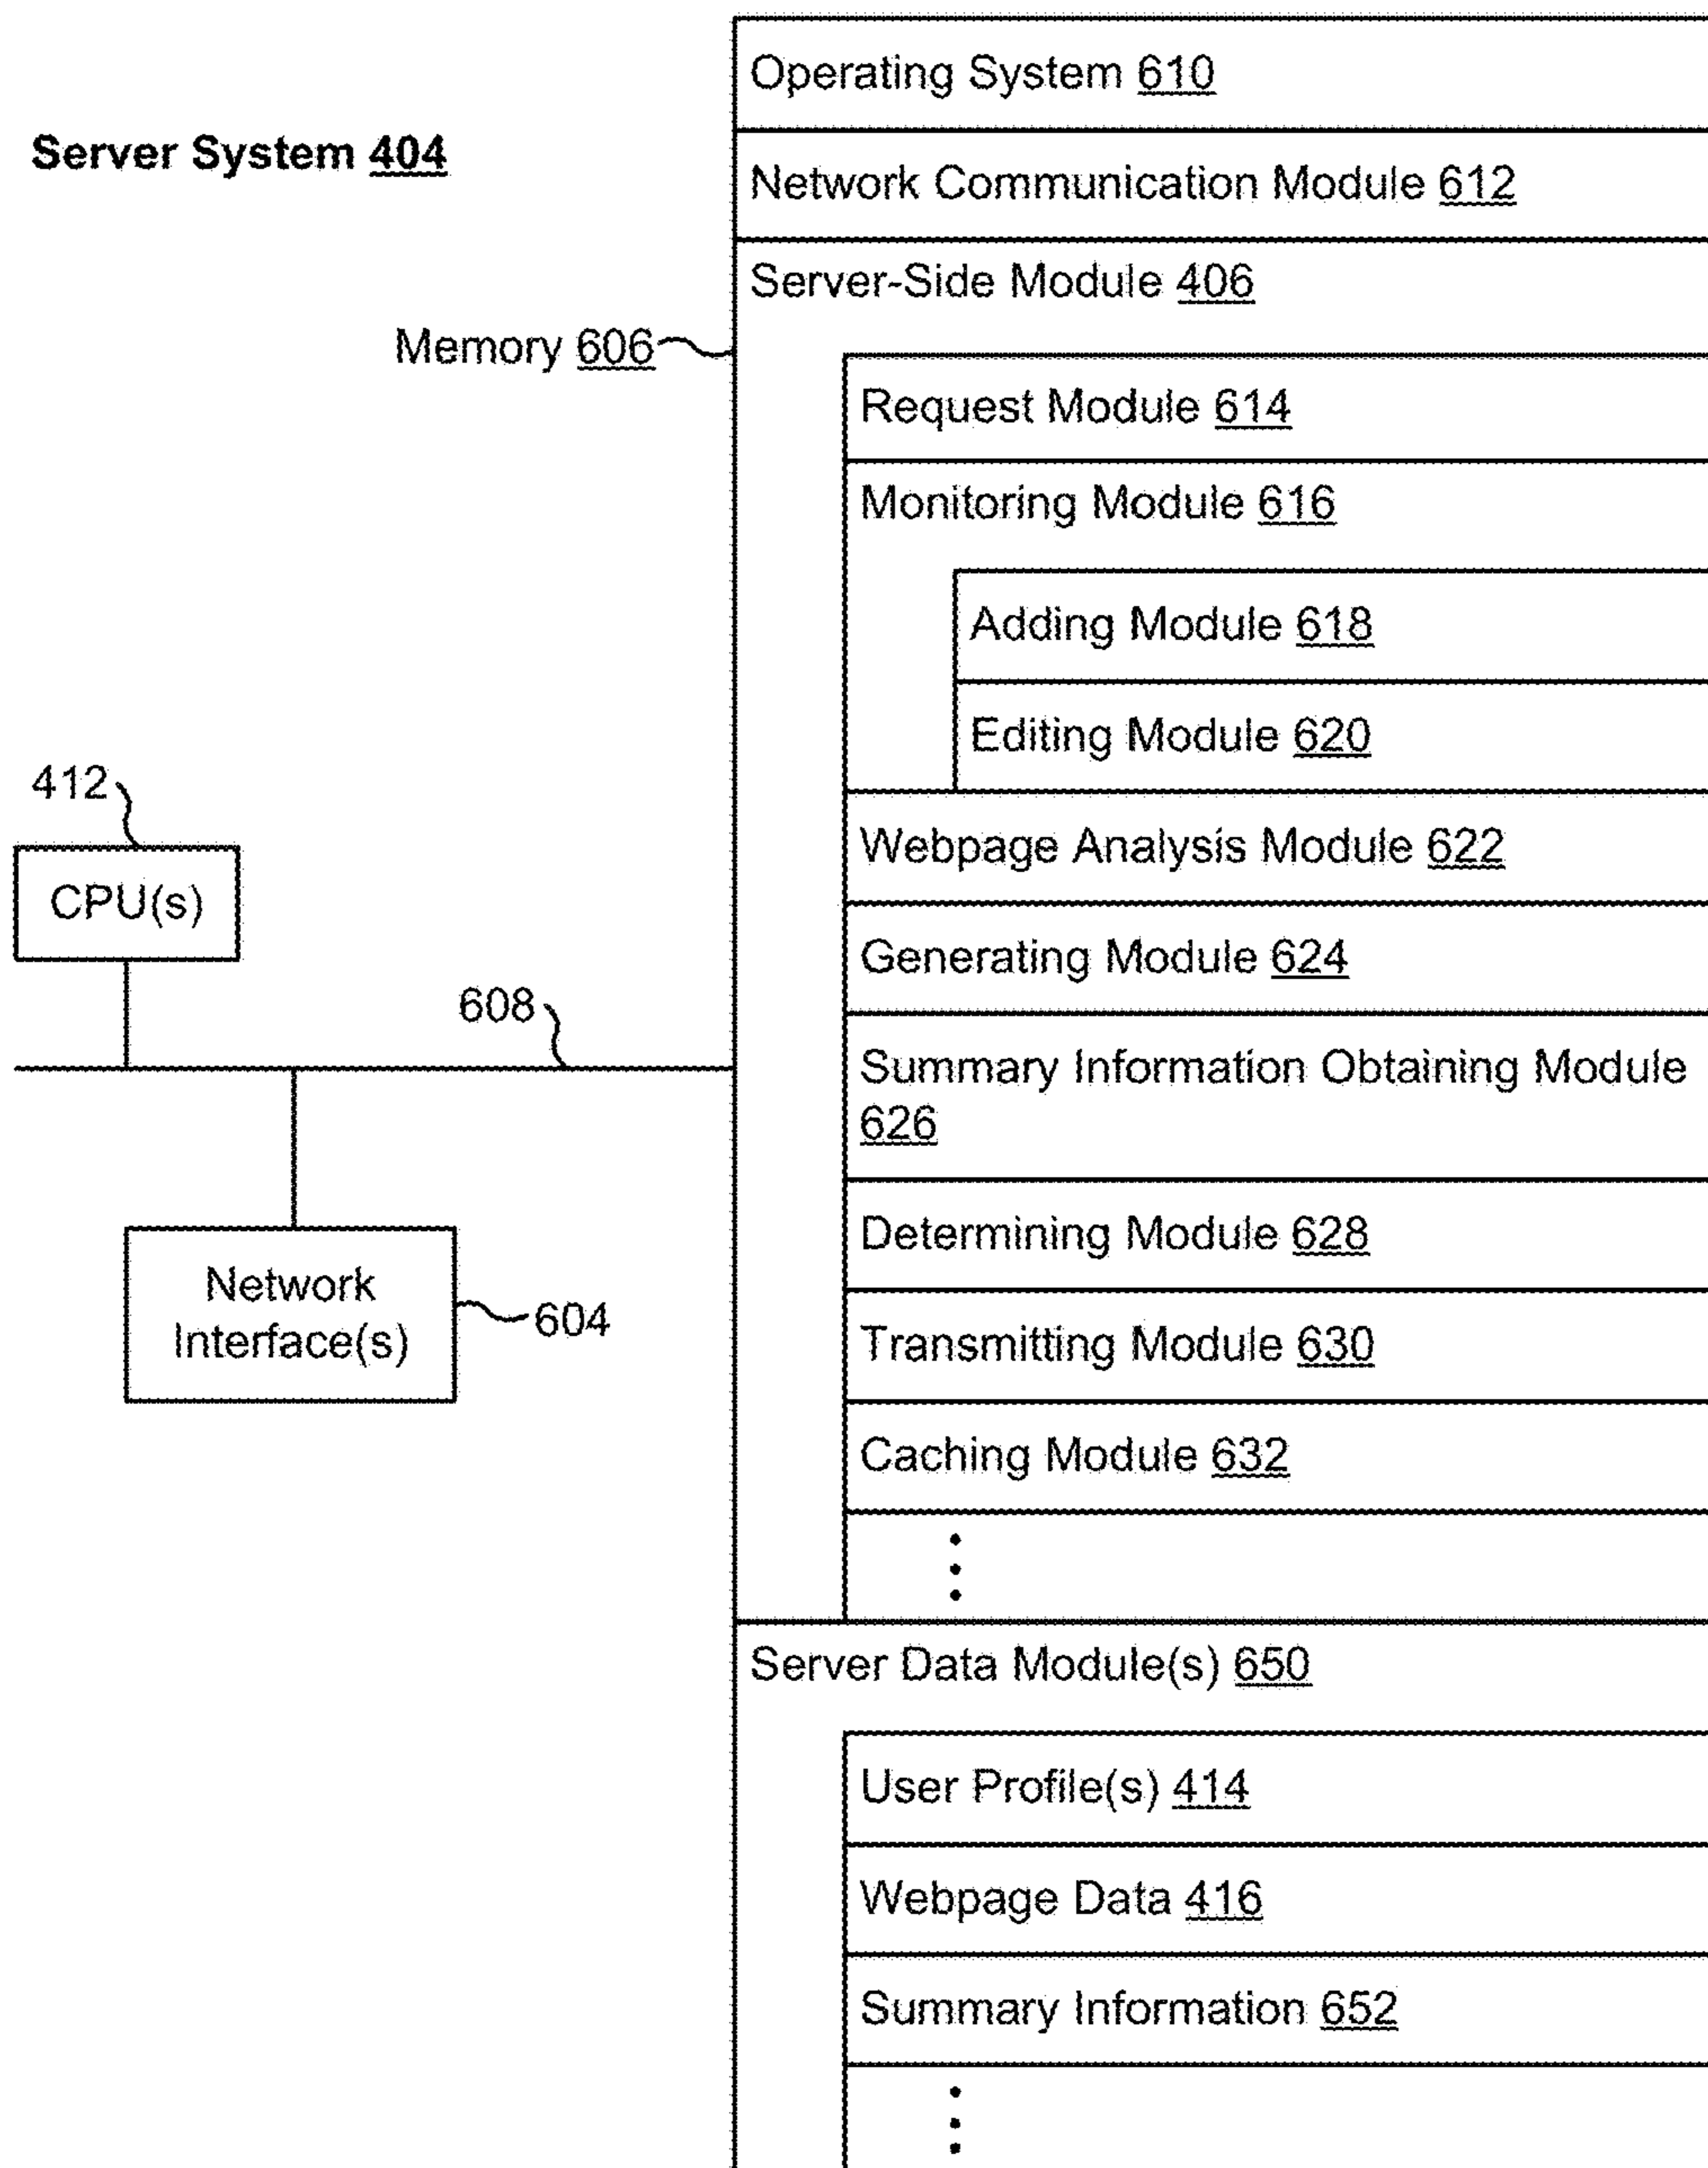 Server System 404
Operating System 610
Network Communication Module 612
Server-Side Module 406
Memory 606
Request Module 614
Monitoring Module 616
Adding Module 618
Editing Module 620
412
CPU(s)
Webpage Analysis Module 622
Generating Module 624
608
Summary Information Obtaining Module
626
Network
Interface(s)
604
Determining Module 628
Transmitting Module 630
Caching Module 632
Server Data Module(s) 650
User Profile(s) 414
Webpage Data 416
Summary Information 652